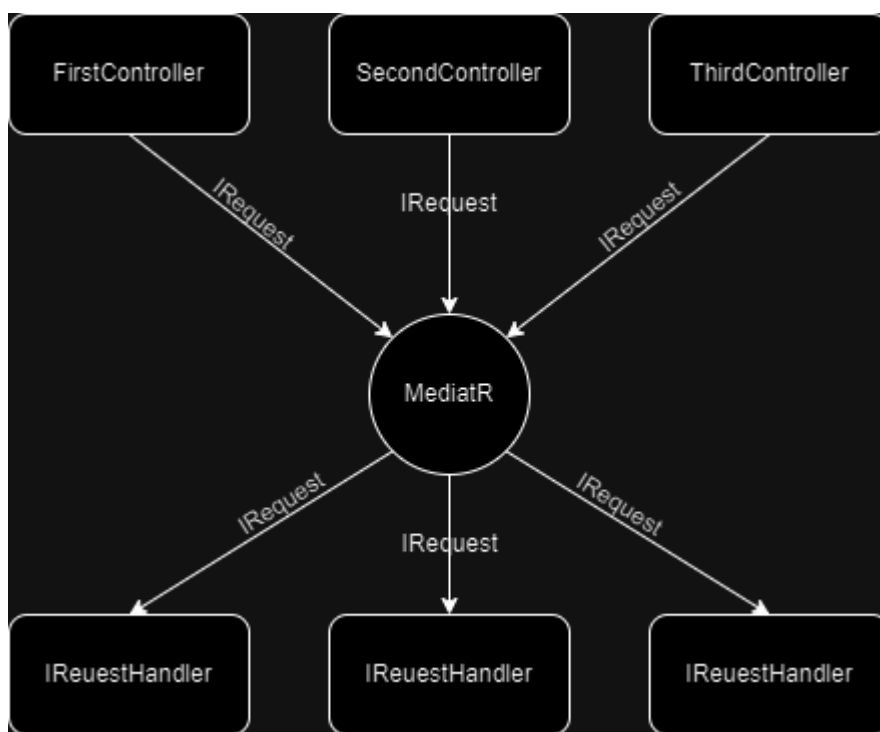 FirstController
SecondController
ThirdController
IRequest
IRequest
IRequest
MediatR
IRequest
IRequest
IRequest
IReuestHandler
IReuestHandler
IReuestHandler